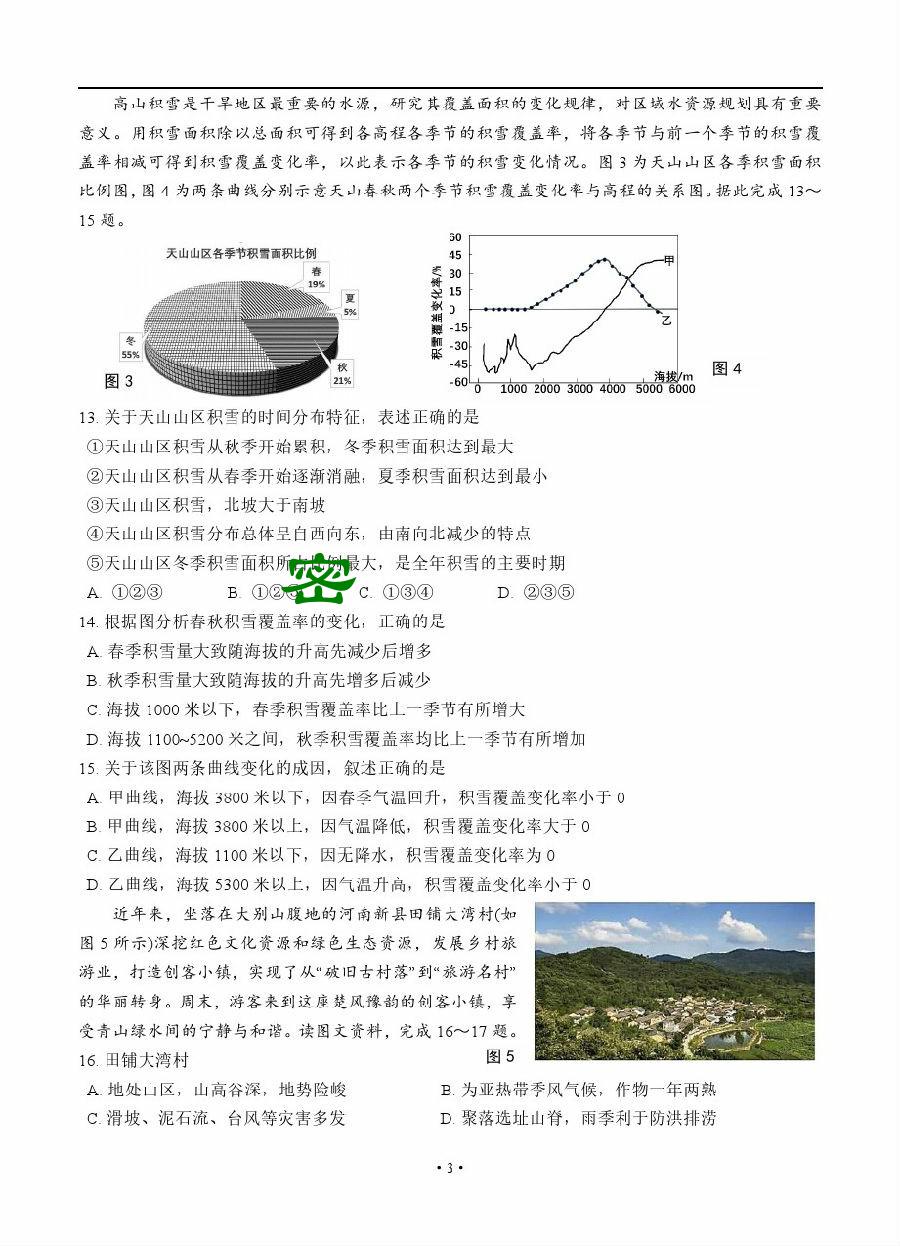 高山积雪是干旱地区最重要的水源，研究其覆盖面积的变化规律，对区域水资源规划具有重要
意义。用积雪面积除以总面积可得到各高程各季节的积雪覆盖率，将各季节与前一个季节的积雪覆
盖率相减可得到积雪覆盖变化率，以此表示各季节的积雪变化情况。图 3 为天山山区各季积雪面积
比例图，图 4 为两条曲线分别示意天山春秋两个季节积雪覆盖变化率与高程的关系图。据此完成 13～
15 题。
天山山区各季节积雪面积比例
春
19%
夏
5%
冬
55%
秋
21%
图 3
积雪覆盖变化率/%
60
45
30
15
0
-15
-30
-45
-60
甲
乙
海拔/m
0 1000 2000 3000 4000 5000 6000
图 4
13. 关于天山山区积雪的时间分布特征，表述正确的是
①天山山区积雪从秋季开始累积，冬季积雪面积达到最大
②天山山区积雪从春季开始逐渐消融，夏季积雪面积达到最小
③天山山区积雪，北坡大于南坡
④天山山区积雪分布总体呈自西向东，由南向北减少的特点
⑤天山山区冬季积雪面积所占比例最大，是全年积雪的主要时期
密
A. ①②③ B. ①② C. ①③④ D. ②③⑤
14. 根据图分析春秋积雪覆盖率的变化，正确的是
A. 春季积雪量大致随海拔的升高先减少后增多
B. 秋季积雪量大致随海拔的升高先增多后减少
C. 海拔 1000 米以下，春季积雪覆盖率比上一季节有所增大
D. 海拔 1100~5200 米之间，秋季积雪覆盖率均比上一季节有所增加
15. 关于该图两条曲线变化的成因，叙述正确的是
A. 甲曲线，海拔 3800 米以下，因春季气温回升，积雪覆盖变化率小于 0
B. 甲曲线，海拔 3800 米以上，因气温降低，积雪覆盖变化率大于 0
C. 乙曲线，海拔 1100 米以下，因无降水，积雪覆盖变化率为 0
D. 乙曲线，海拔 5300 米以上，因气温升高，积雪覆盖变化率小于 0
近年来，坐落在大别山腹地的河南新县田铺大湾村(如
图 5 所示)深挖红色文化资源和绿色生态资源，发展乡村旅
游业，打造创客小镇，实现了从“破旧古村落”到“旅游名村”
的华丽转身。周末，游客来到这座楚风豫韵的创客小镇，享
受青山绿水间的宁静与和谐。读图文资料，完成 16～17 题。
图 5
16. 田铺大湾村
A. 地处山区，山高谷深，地势险峻 B. 为亚热带季风气候，作物一年两熟
C. 滑坡、泥石流、台风等灾害多发 D. 聚落选址山脊，雨季利于防洪排涝
· 3 ·